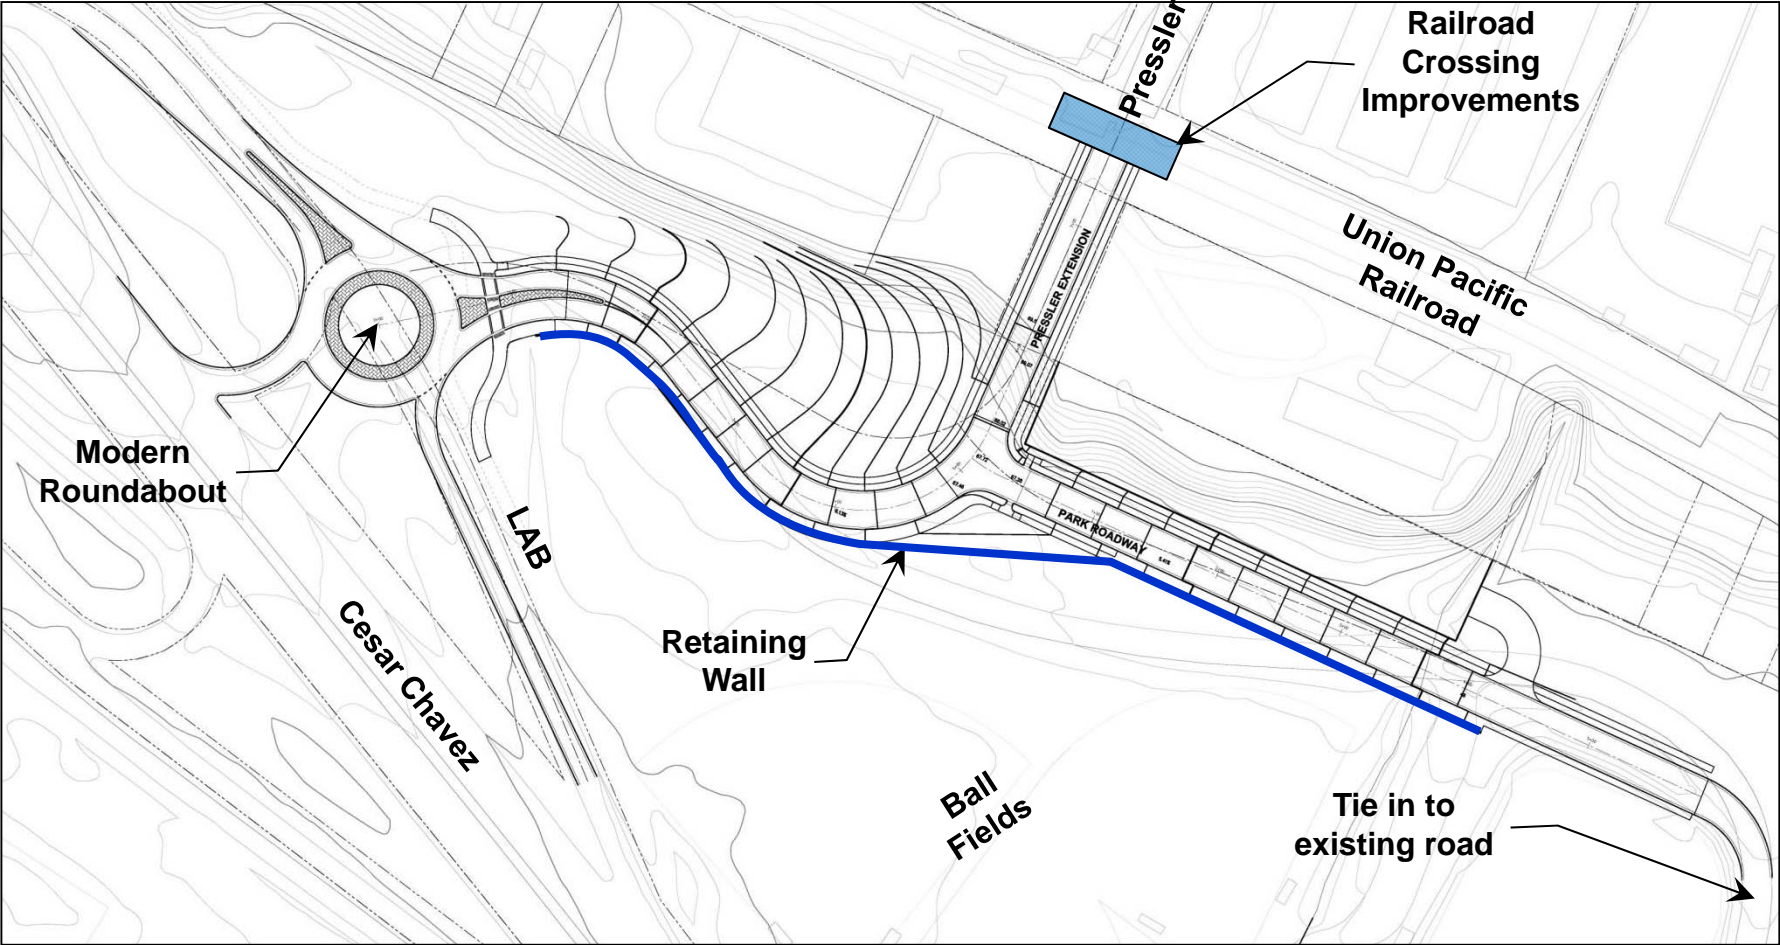 Pressler
Railroad
Crossing
Improvements
Union Pacific
Railroad
PRESSLER EXTENSION
Modern
Roundabout
LAB
PARK ROADWAY
Cesar Chavez
Retaining
Wall
Ball
Fields
Tie in to
existing road